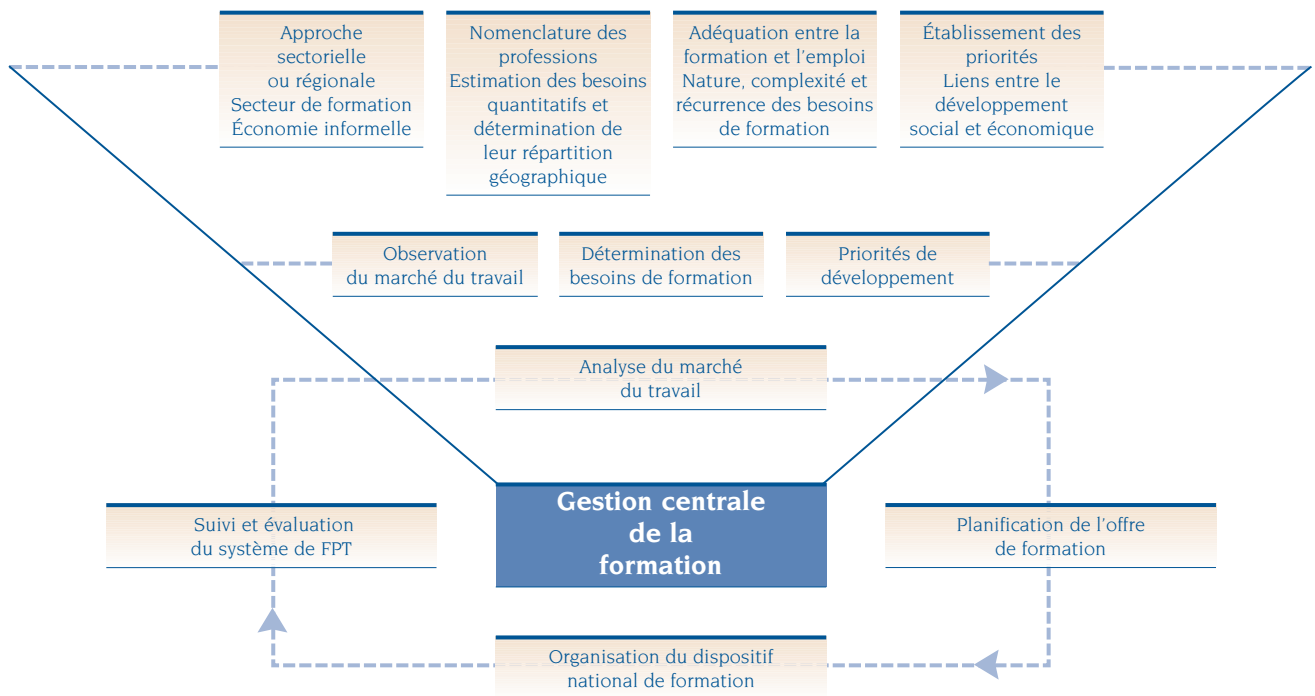 Approche
sectorielle
ou régionale
Secteur de formation
Économie informelle
Nomenclature des
professions
Estimation des besoins
quantitatifs et
détermination de
leur répartition
géographique
Adéquation entre la
formation et l'emploi
Nature, complexité et
récurrence des besoins
de formation
Établissement des
priorités
Liens entre le
développement
social et économique
Observation
du marché du travail
Détermination des
besoins de formation
Priorités de
développement
Analyse du marché
du travail
Suivi et évaluation
du système de FPT
Gestion centrale
de la
formation
Planification de l'offre
de formation
Organisation du dispositif
national de formation